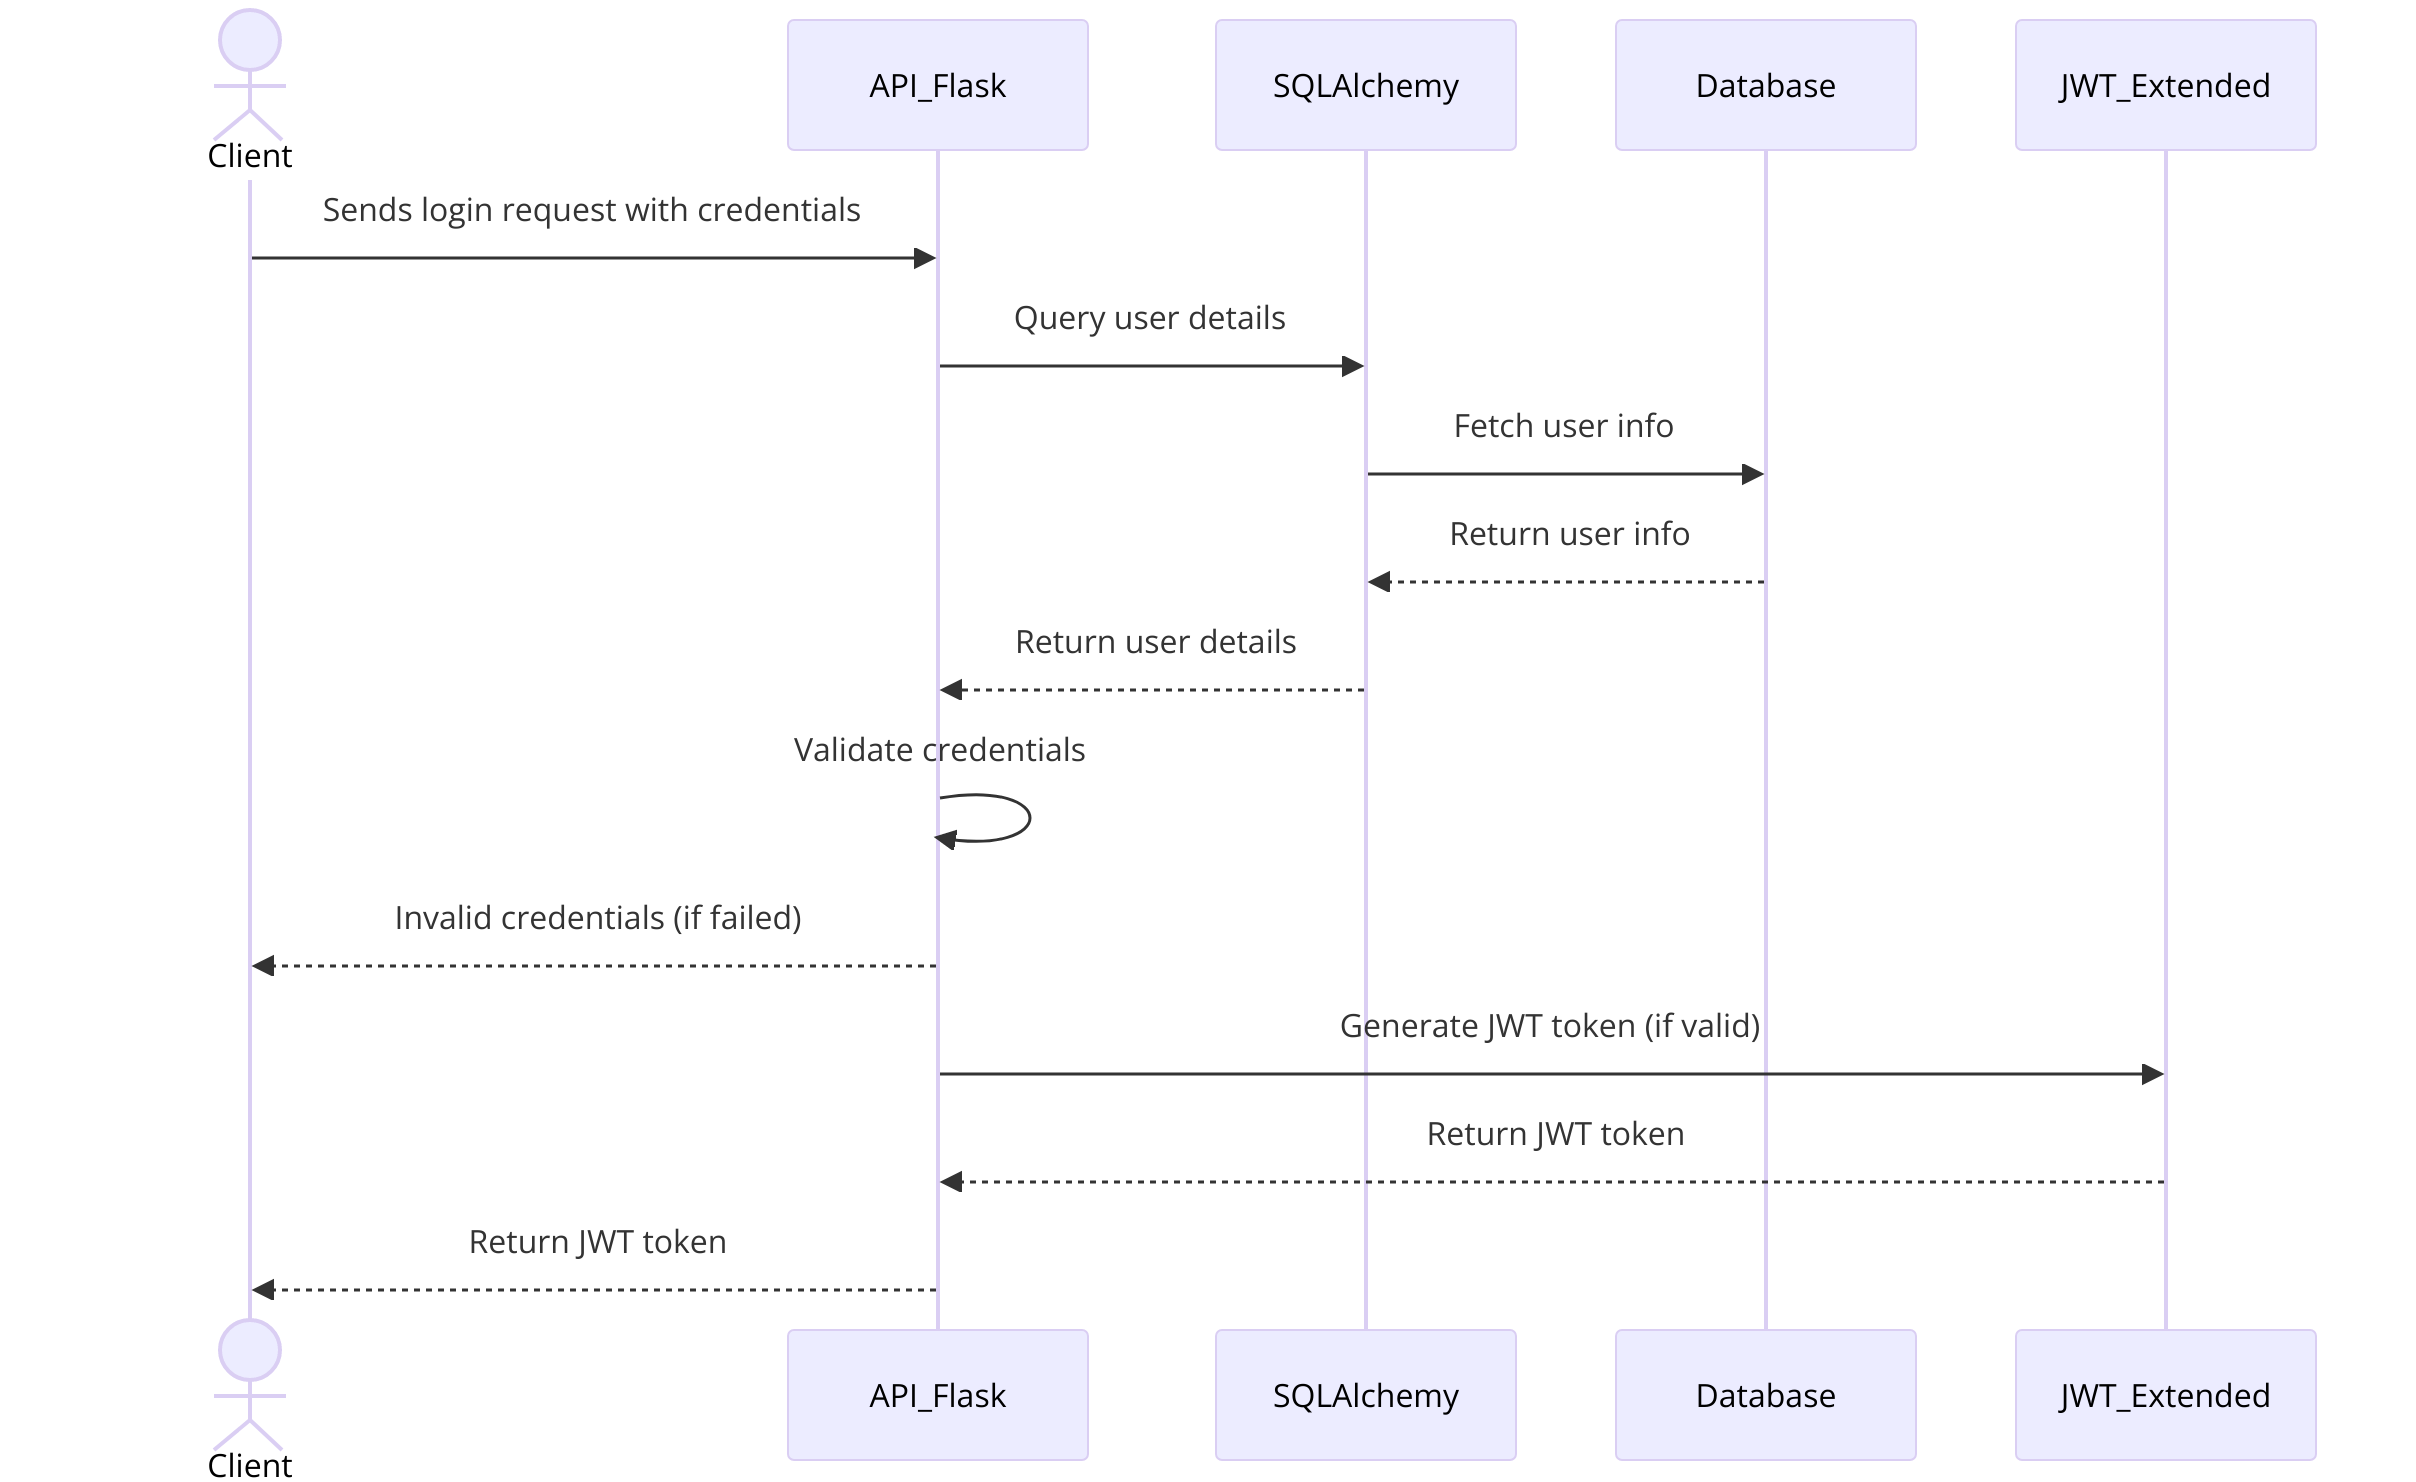 Client
API_Flask
SQLAlchemy
Database
JWT_Extended
Sends login request with credentials
Query user details
Fetch user info
Return user info
Return user details
Validate credentials
Invalid credentials (if failed)
Generate JWT token (if valid)
Return JWT token
Return JWT token
Client
API_Flask
SQLAlchemy
Database
JWT_Extended